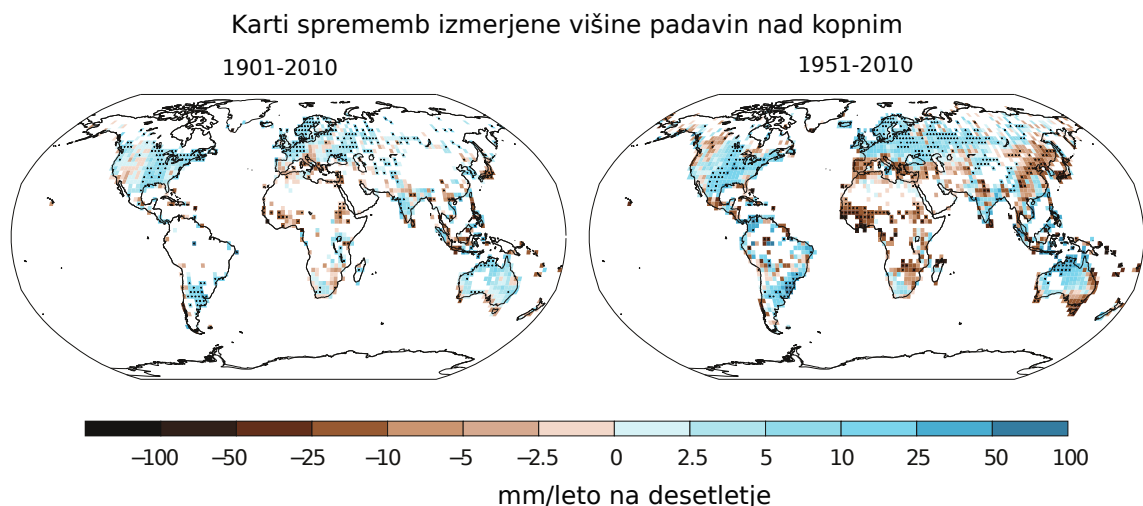 Karti sprememb izmerjene višine padavin nad kopnim
1901-2010
1951-2010
−100 −50 −25 −10 −5 −2.5 0 2.5 5 10 25 50 100
mm/leto na desetletje